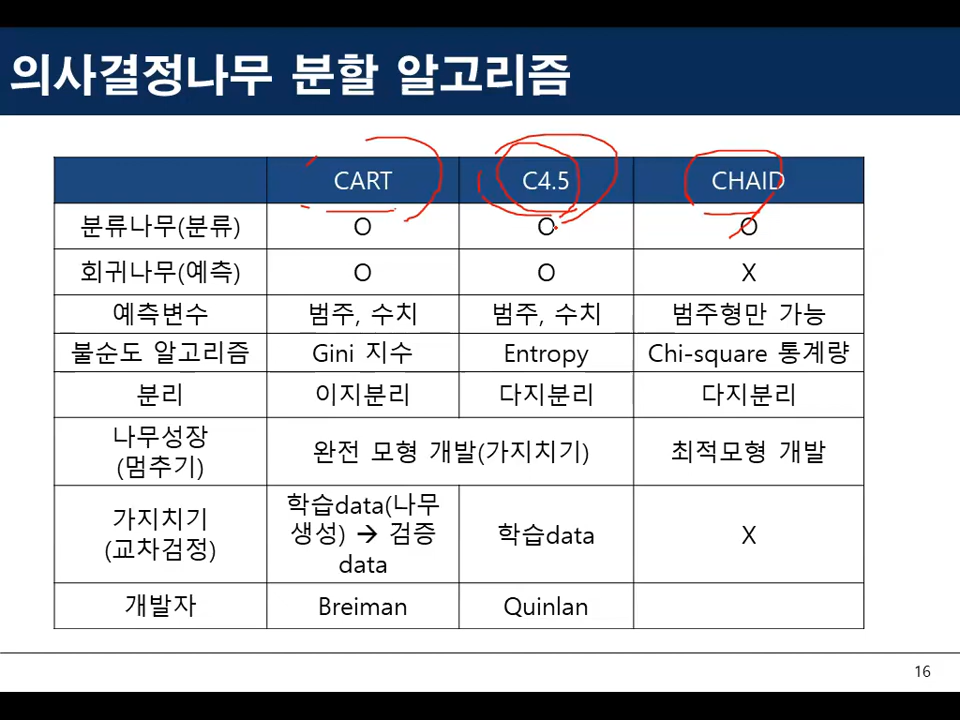 의사결정나무 분할 알고리즘
CART C4.5 CHAID
분류나무(분류) O O O
회귀나무(예측) O O X
예측변수 범주, 수치 범주, 수치 범주형만 가능
불순도 알고리즘 Gini 지수 Entropy Chi-square 통계량
분리 이지분리 다지분리 다지분리
나무성장
(멈추기)
완전 모형 개발(가지치기) 최적모형 개발
가지치기
(교차검정)
학습data(나무
생성) → 검증
data
학습data X
개발자 Breiman Quinlan
16